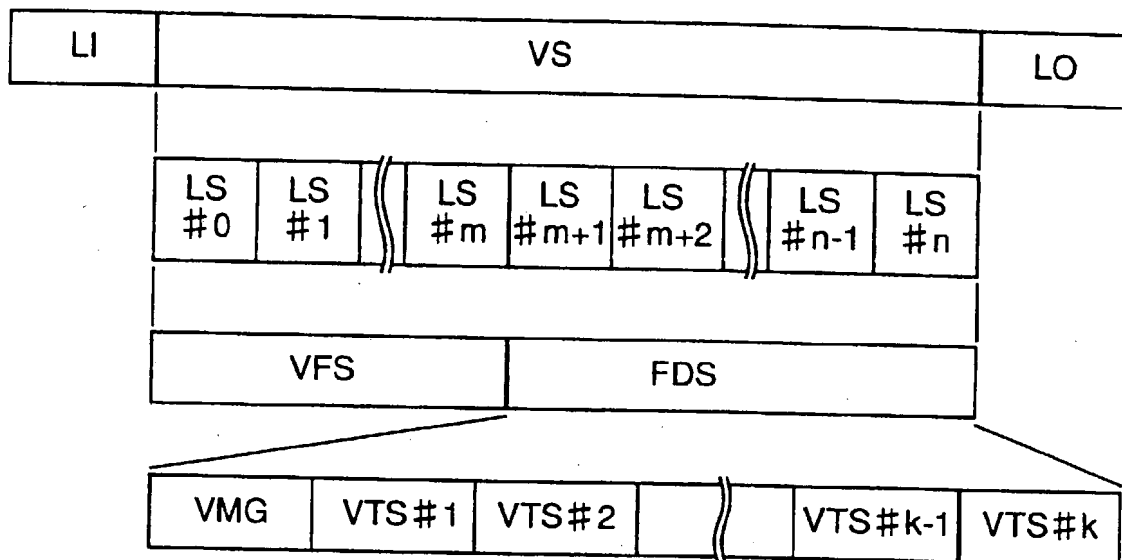 LI VS LO
LS LS LS LS LS LS LS
#0 #1 #m #m+1 #m+2 #n-1 #n
VFS FDS
VMG VTS#1 VTS#2 VTS#k-1 VTS#k